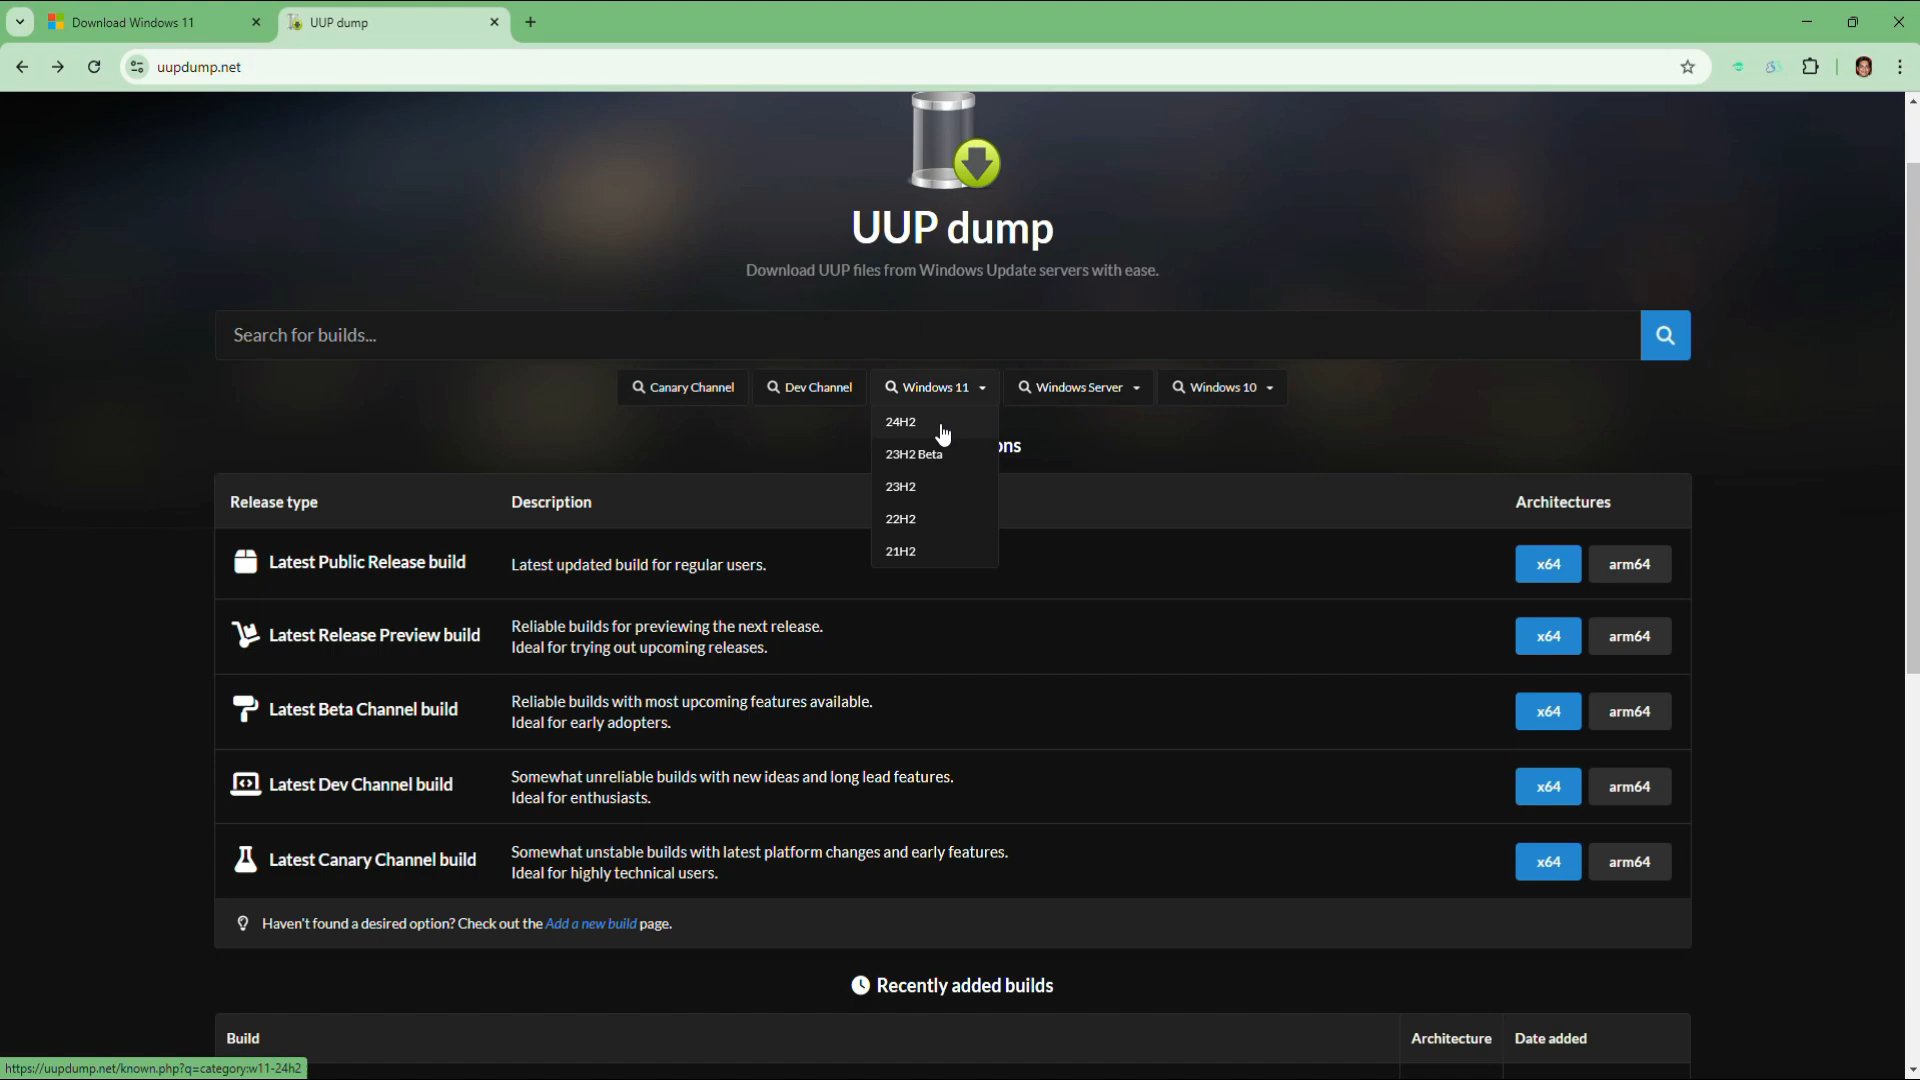 Download Windows 11
UUP dump
uupdump.net
UUP dump
Download UUP files from Windows Update servers with ease.
Search for builds...
Canary Channel
Dev Channel
Windows 11
Windows Server
Windows 10
24H2
23H2 Beta
23H2
22H2
21H2
ons
Release type
Description
Architectures
Latest Public Release build
Latest updated build for regular users.
x64
arm64
Latest Release Preview build
Reliable builds for previewing the next release.
Ideal for trying out upcoming releases.
x64
arm64
Latest Beta Channel build
Reliable builds with most upcoming features available.
Ideal for early adopters.
x64
arm64
Latest Dev Channel build
Somewhat unreliable builds with new ideas and long lead features.
Ideal for enthusiasts.
x64
arm64
Latest Canary Channel build
Somewhat unstable builds with latest platform changes and early features.
Ideal for highly technical users.
x64
arm64
Haven't found a desired option? Check out the Add a new build page.
Recently added builds
Build
Architecture
Date added
https://uupdump.net/known.php?q=category:w11-24h2